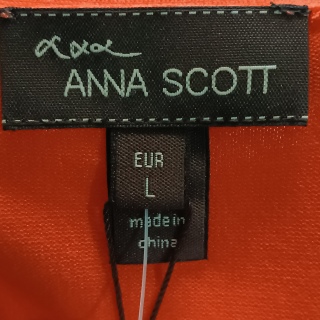 ANNA SCOTT
EUR
L
made in
china